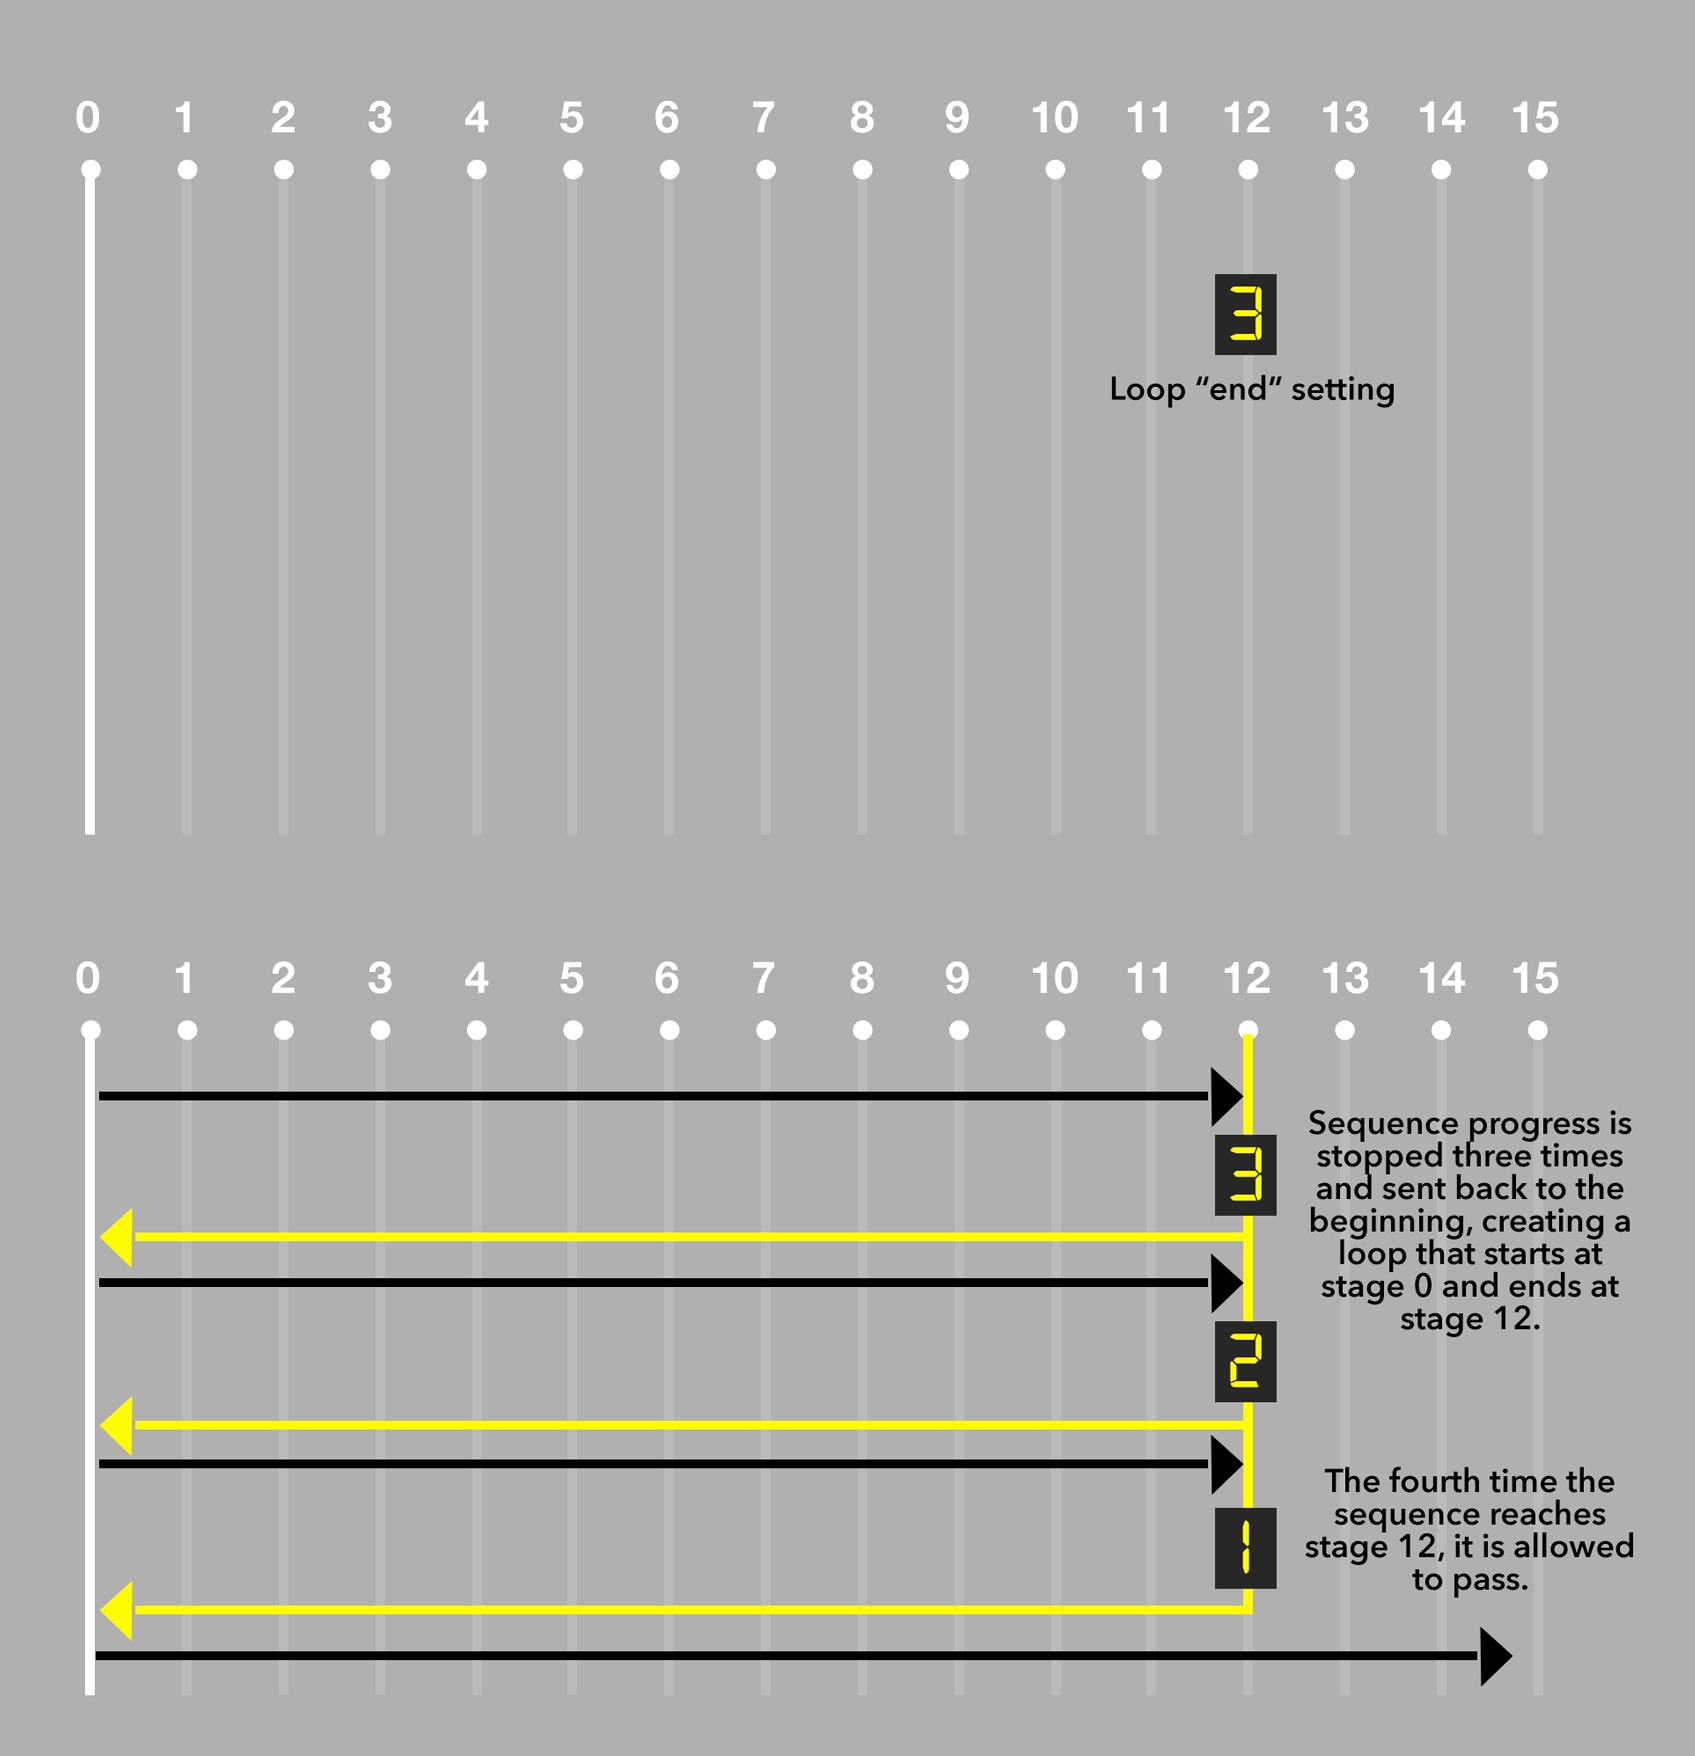 0 1 2 3 4 5 6 7 8 9 10 11 12 13 14 15
3
Loop “end” setting
0 1 2 3 4 5 6 7 8 9 10 11 12 13 14 15
3
Sequence progress is
stopped three times
and sent back to the
beginning, creating a
loop that starts at
stage 0 and ends at
stage 12.
2
1
The fourth time the
sequence reaches
stage 12, it is allowed
to pass.